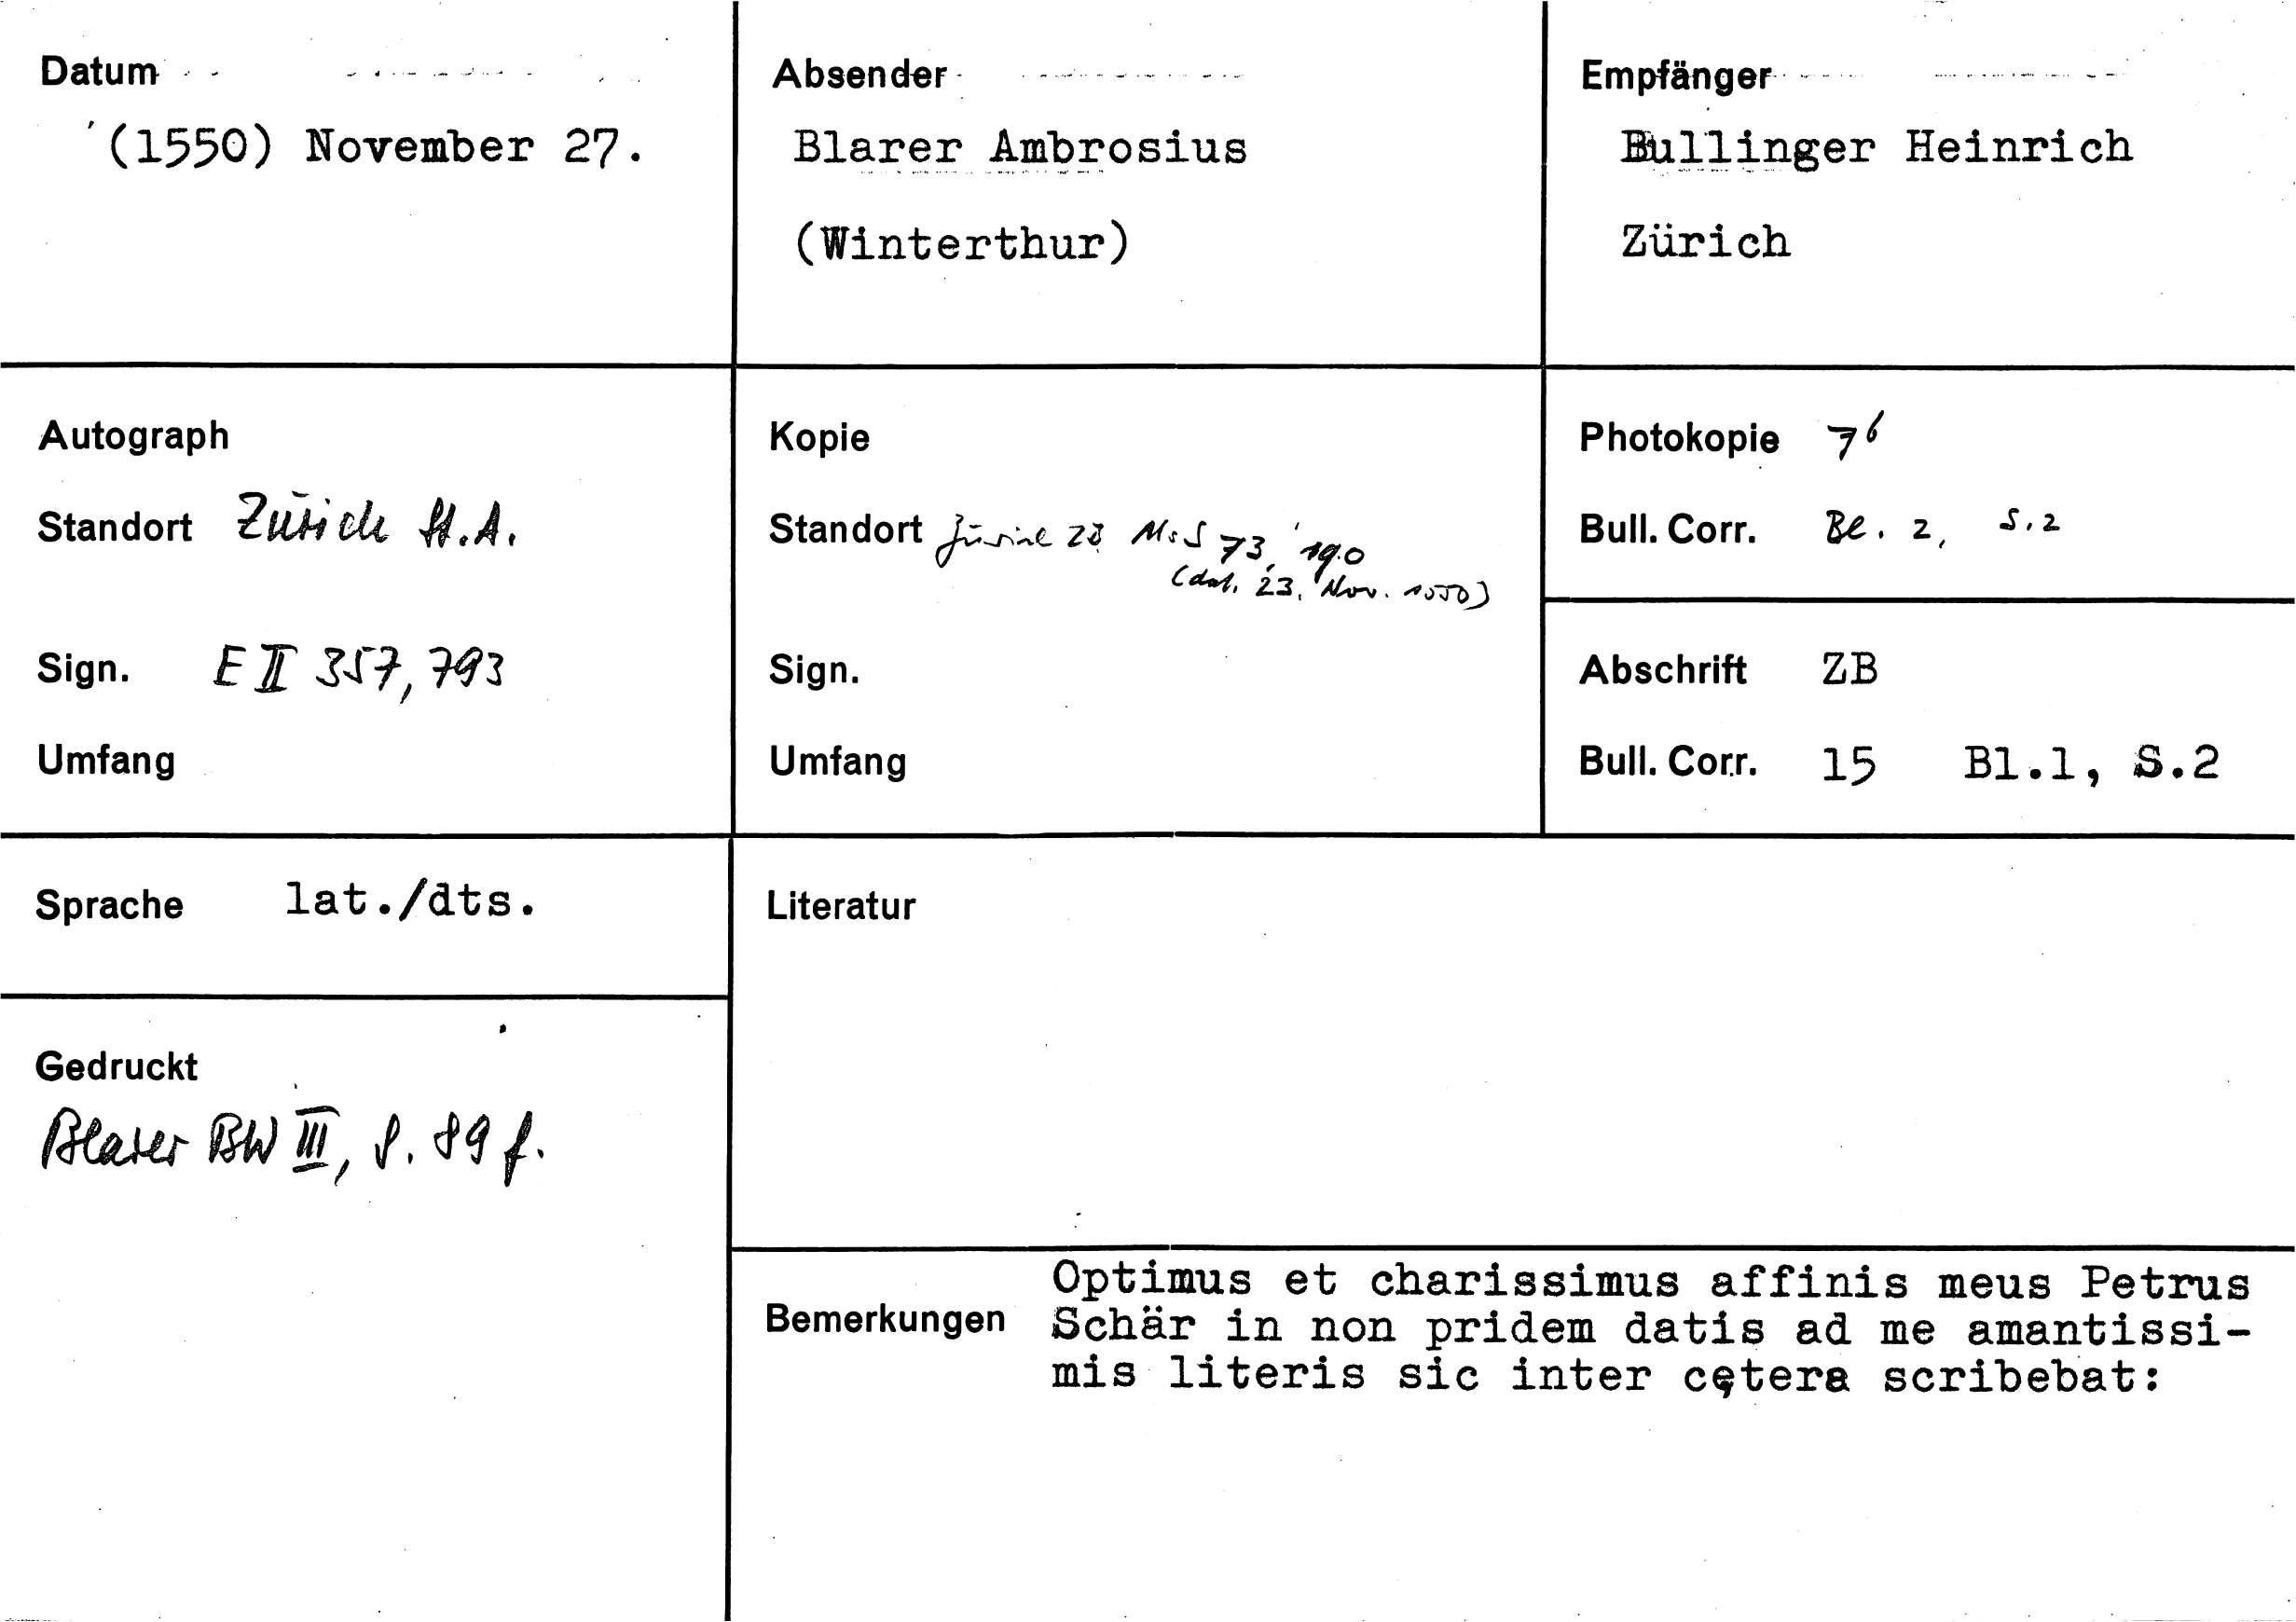 Datum
(1550) November 27.
Absender
Blarer Ambrosius
(Winterthur)
Empfänger
Bullinger Heinrich
Zürich
Autograph
Standort Zürich St.A.
Sign. E II 357, 793
Umfang
Kopie
Standort Zürich ZB Ms S 73, 190
(dat. 23. Nov. 1550)
Sign.
Umfang
Photokopie 76
Bull. Corr. Bl. 2, S. 2
Abschrift ZB
Bull. Corr. 15 Bl.1, S.2
Sprache lat./dts.
Literatur
Gedruckt
Blarer BW III, S. 89 f.
Bemerkungen
Optimus et charissimus affinis meus Petrus
Schär in non pridem datis ad me amantissi-
mis literis sic inter cętera scribebat: